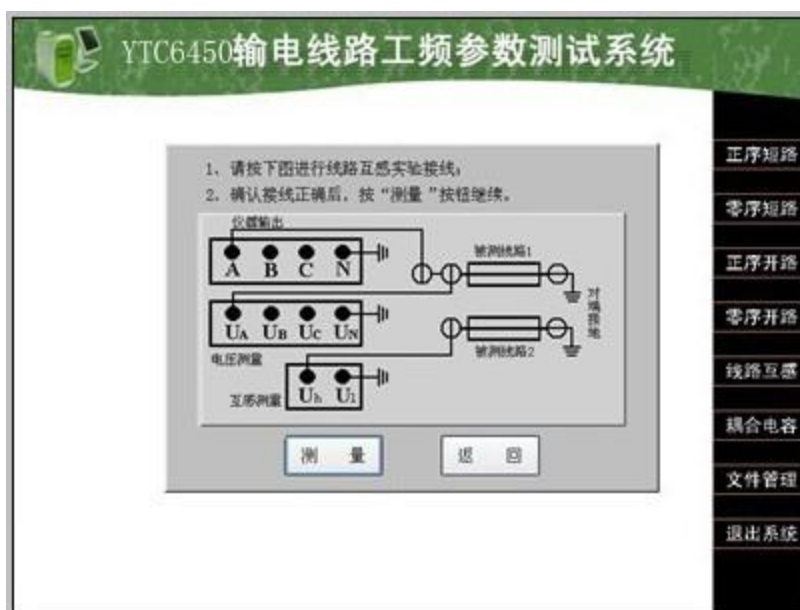 YTC6450输电线路工频参数测试系统
1、请按下图进行线路互感实验接线；
2、确认接线正确后，按“测量”按钮继续。
仪器输出
A B C N
被测线路1
对端接地
UA UB UC UN
电压测量
被测线路2
互感测量
Uh Ul
测 量
返 回
正序短路
零序短路
正序开路
零序开路
线路互感
耦合电容
文件管理
退出系统